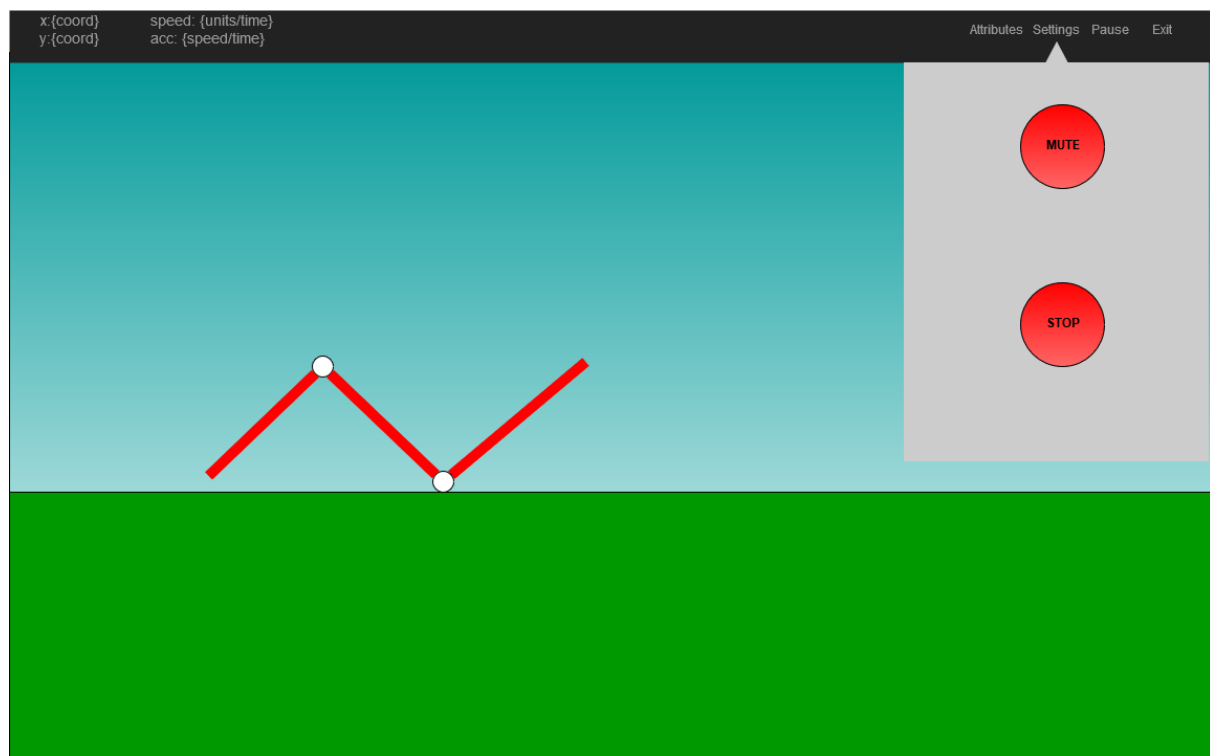 x:{coord} speed: {units/time}
y:{coord} acc: {speed/time}
Attributes Settings Pause Exit
MUTE
STOP